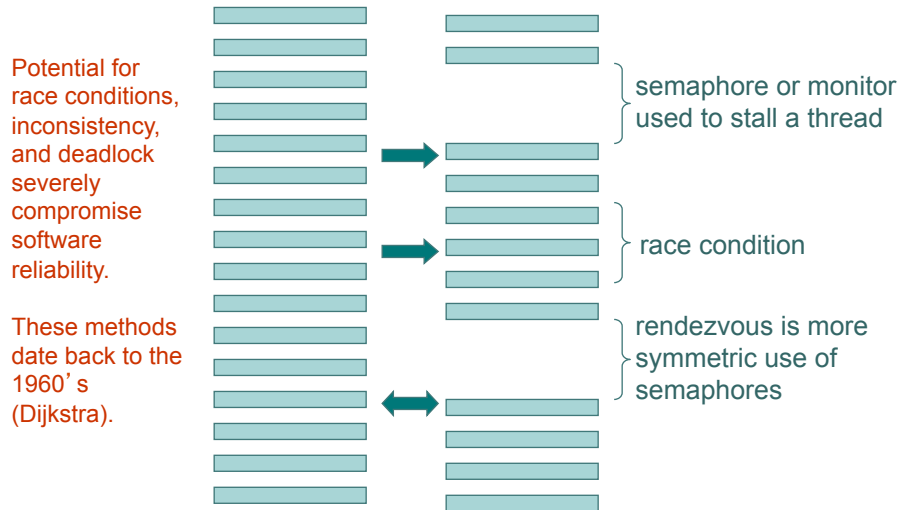 Potential for
race conditions,
inconsistency,
and deadlock
severely
compromise
software
reliability.
These methods
date back to the
1960’s
(Dijkstra).
semaphore or monitor
used to stall a thread
race condition
rendezvous is more
symmetric use of
semaphores